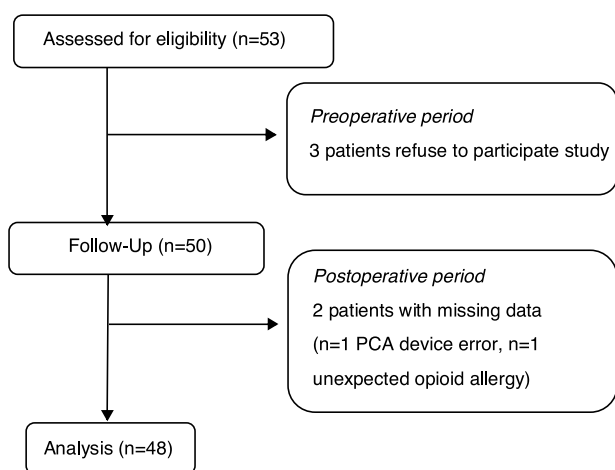 Assessed for eligibility (n=53)
Preoperative period
3 patients refuse to participate study
Follow-Up (n=50)
Postoperative period
2 patients with missing data
(n=1 PCA device error, n=1
unexpected opioid allergy)
Analysis (n=48)